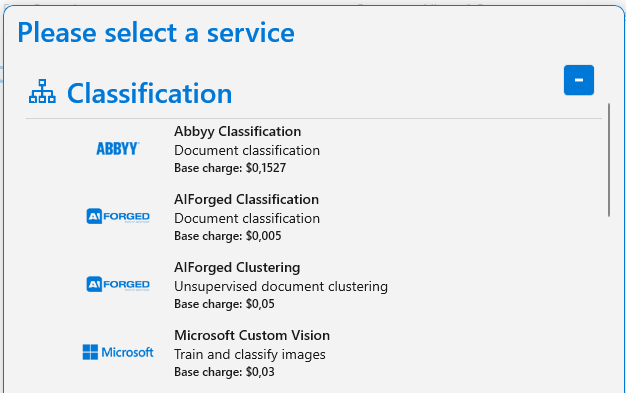 Please select a service
Classification
-
ABBYY
Abbyy Classification
Document classification
Base charge: $0,1527
AIFORGED
AIForged Classification
Document classification
Base charge: $0,005
AIFORGED
AIForged Clustering
Unsupervised document clustering
Base charge: $0,05
Microsoft
Microsoft Custom Vision
Train and classify images
Base charge: $0,03